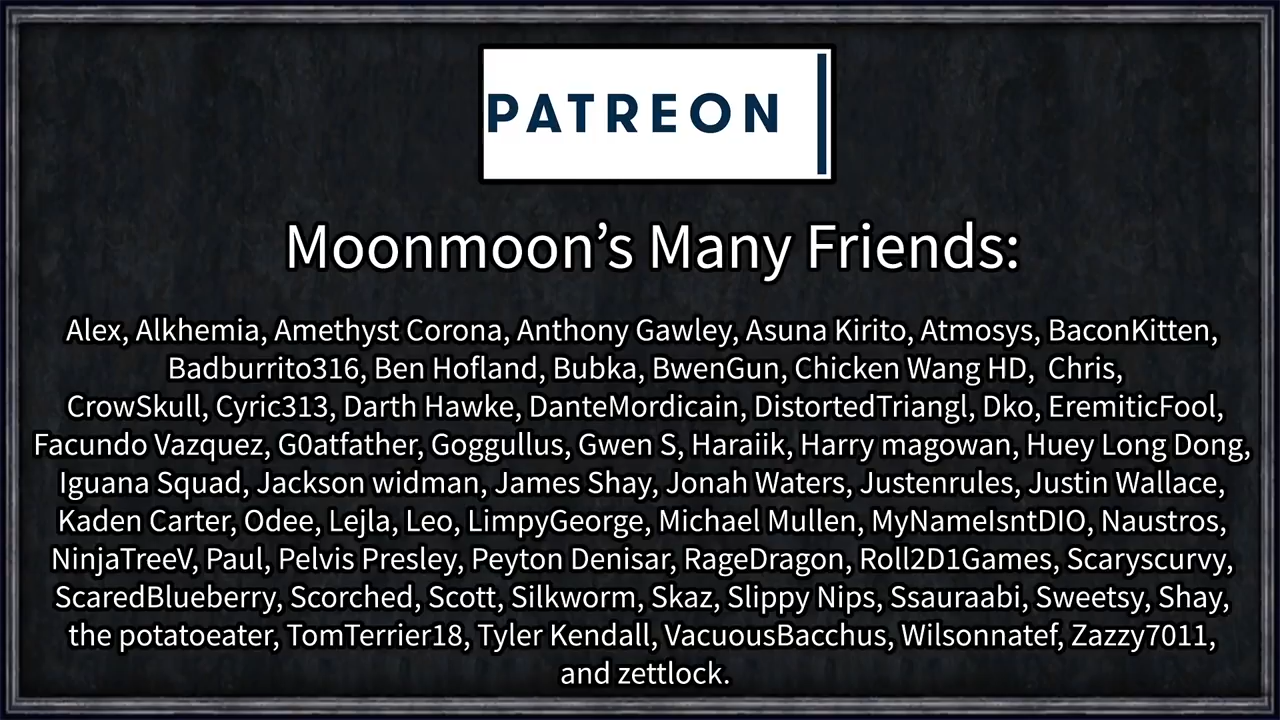 PATREON
Moonmoon’s Many Friends:
Alex, Alkhemia, Amethyst Corona, Anthony Gawley, Asuna Kirito, Atmosys, BaconKitten,
Badburrito316, Ben Hofland, Bubka, BwenGun, Chicken Wang HD,  Chris,
CrowSkull, Cyric313, Darth Hawke, DanteMordicain, DistortedTriangl, Dko, EremiticFool,
Facundo Vazquez, G0atfather, Goggullus, Gwen S, Haraiik, Harry magowan, Huey Long Dong,
Iguana Squad, Jackson widman, James Shay, Jonah Waters, Justenrules, Justin Wallace,
Kaden Carter, Odee, Lejla, Leo, LimpyGeorge, Michael Mullen, MyNameIsntDIO, Naustros,
NinjaTreeV, Paul, Pelvis Presley, Peyton Denisar, RageDragon, Roll2D1Games, Scaryscurvy,
ScaredBlueberry, Scorched, Scott, Silkworm, Skaz, Slippy Nips, Ssauraabi, Sweetsy, Shay,
the potatoeater, TomTerrier18, Tyler Kendall, VacuousBacchus, Wilsonnatef, Zazzy7011,
and zettlock.